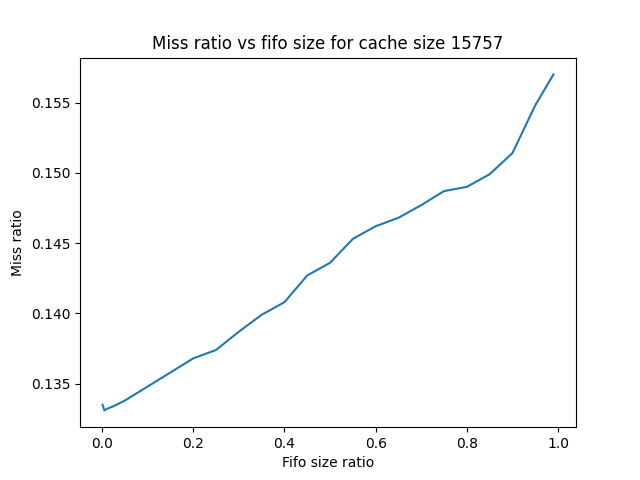 Miss ratio vs fifo size for cache size 15757
0.155
0.150
0.145
0.140
0.135
Miss ratio
0.0 0.2 0.4 0.6 0.8 1.0
Fifo size ratio